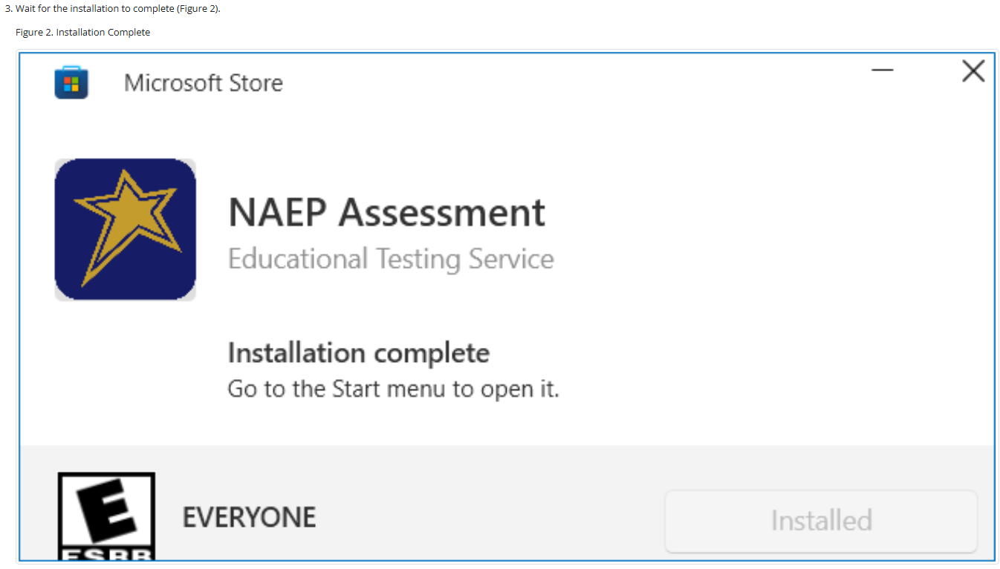 3. Wait for the installation to complete (Figure 2).
Figure 2. Installation Complete
Microsoft Store
NAEP Assessment
Educational Testing Service
Installation complete
Go to the Start menu to open it.
E
EVERYONE
Installed
ESRB